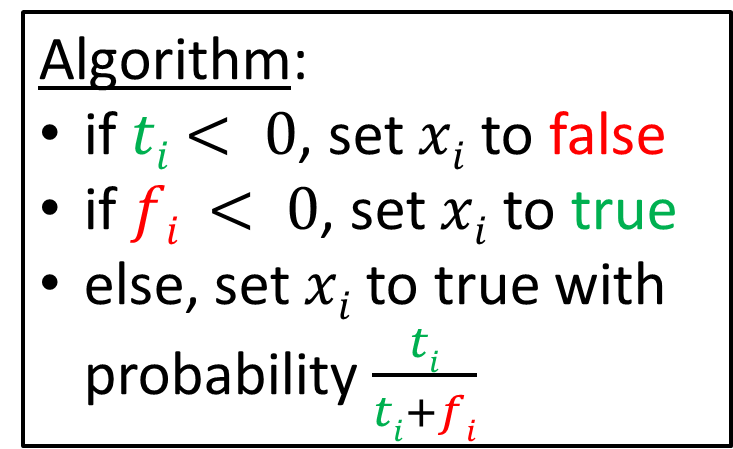 Algorithm:
• if tᵢ < 0, set xᵢ to false
• if fᵢ < 0, set xᵢ to true
• else, set xᵢ to true with
probability tᵢ/tᵢ+fᵢ